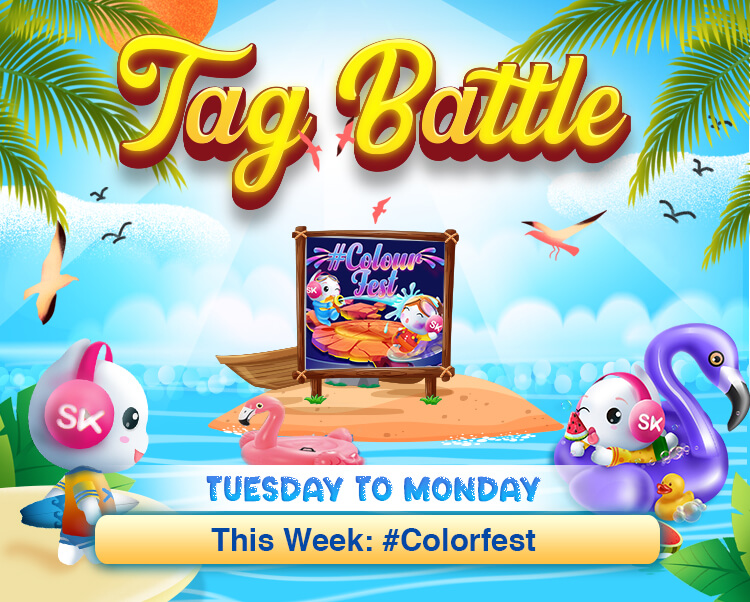 Tag Battle
#Colour
Fest
SK
SK
SK
SK
TUESDAY TO MONDAY
This Week: #Colorfest